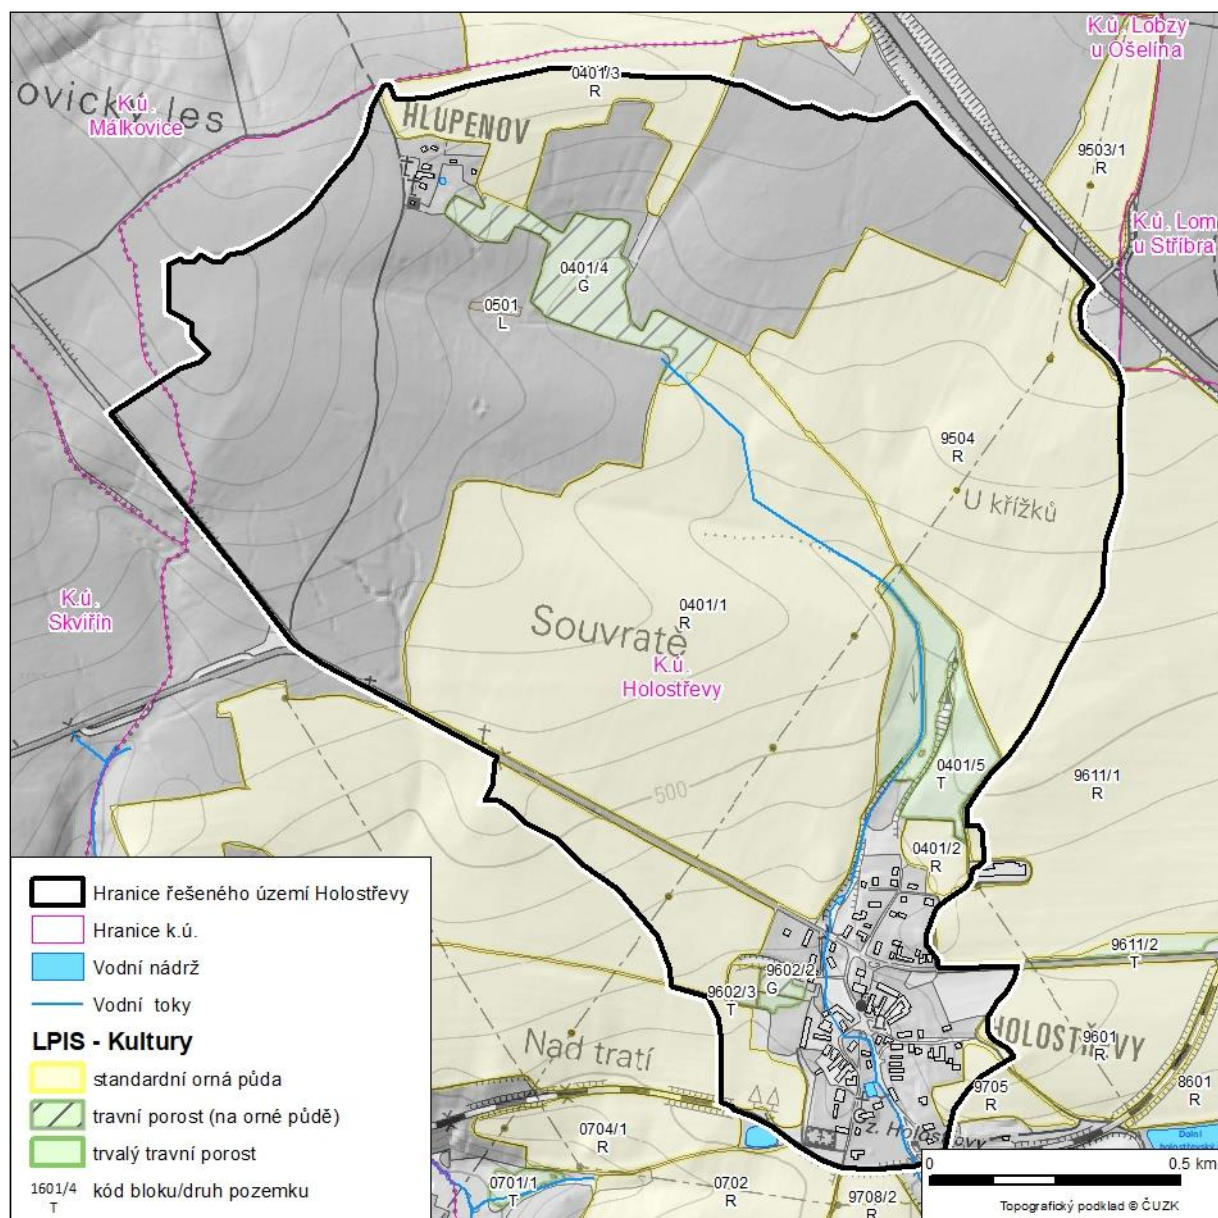 K.ú. Lobzy
u Ošelína
ovický les
K.ú.
Málkovice
0401/3
R
HLUPENOV
9503/1
R
K.ú. Lom
u Stříbra
0401/4
G
0501
L
9504
R
U křížků
K.ú.
Skviřín
0401/1
R
Souvratě
K.ú.
Holostřevy
0401/5
T
9611/1
R
500
0401/2
R
9611/2
T
9602/2
G
9602/3
T
HOLOSTŘEVY
9601
R
Nad tratí
9705
R
8601
R
0704/1
R
z. Holostřevy
Dolní
holostřevský
0701/1
T
0702
R
9708/2
R
Hranice řešeného území Holostřevy
Hranice k.ú.
Vodní nádrž
Vodní toky
LPIS - Kultury
standardní orná půda
travní porost (na orné půdě)
trvalý travní porost
1601/4
T
kód bloku/druh pozemku
0 0.5 km
Topografický podklad © ČUZK